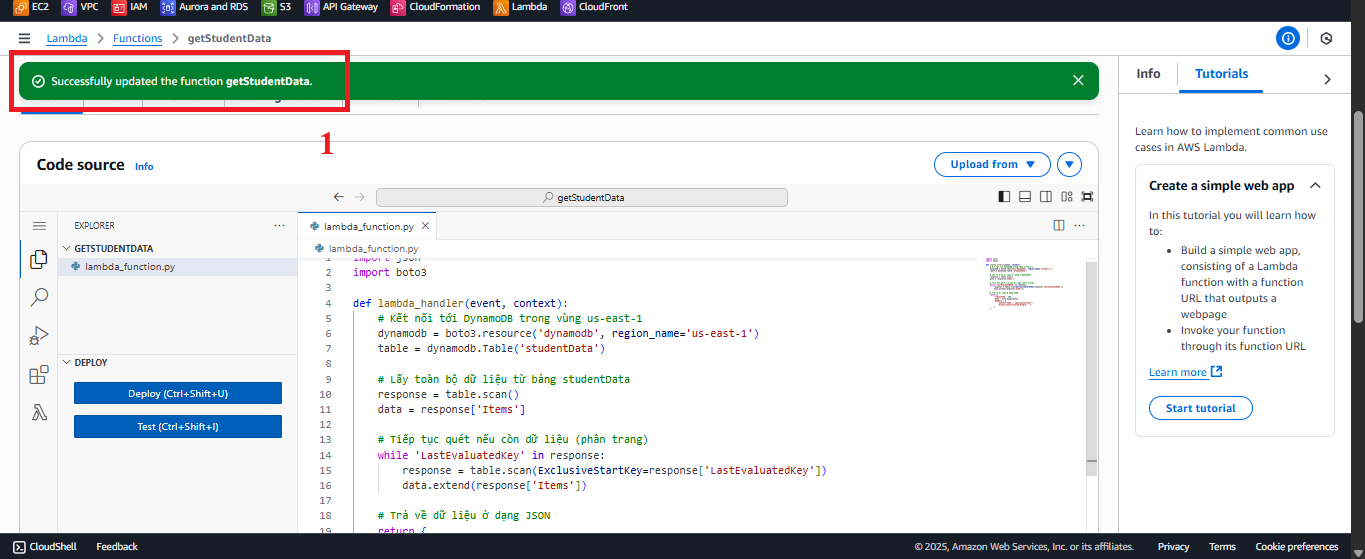 EC2 VPC IAM Aurora and RDS S3 API Gateway CloudFormation Lambda CloudFront
Lambda > Functions > getStudentData
Successfully updated the function getStudentData.
1
Info Tutorials
Learn how to implement common use
cases in AWS Lambda.
Create a simple web app
In this tutorial you will learn how
to:
• Build a simple web app,
consisting of a Lambda
function with a function
URL that outputs a
webpage
• Invoke your function
through its function URL
Learn more
Start tutorial
Code source Info
Upload from
getStudentData
EXPLORER
GETSTUDENTDATA
lambda_function.py
DEPLOY
Deploy (Ctrl+Shift+U)
Test (Ctrl+Shift+I)
lambda_function.py
lambda_function.py
1 import json
2 import boto3
3
4 def lambda_handler(event, context):
5 # Kết nối tới DynamoDB trong vùng us-east-1
6 dynamodb = boto3.resource('dynamodb', region_name='us-east-1')
7 table = dynamodb.Table('studentData')
8
9 # Lấy toàn bộ dữ liệu từ bảng studentData
10 response = table.scan()
11 data = response['Items']
12
13 # Tiếp tục quét nếu còn dữ liệu (phân trang)
14 while 'LastEvaluatedKey' in response:
15 response = table.scan(ExclusiveStartKey=response['LastEvaluatedKey'])
16 data.extend(response['Items'])
17
18 # Trả về dữ liệu ở dạng JSON
19 return {
CloudShell Feedback © 2025, Amazon Web Services, Inc. or its affiliates. Privacy Terms Cookie preferences